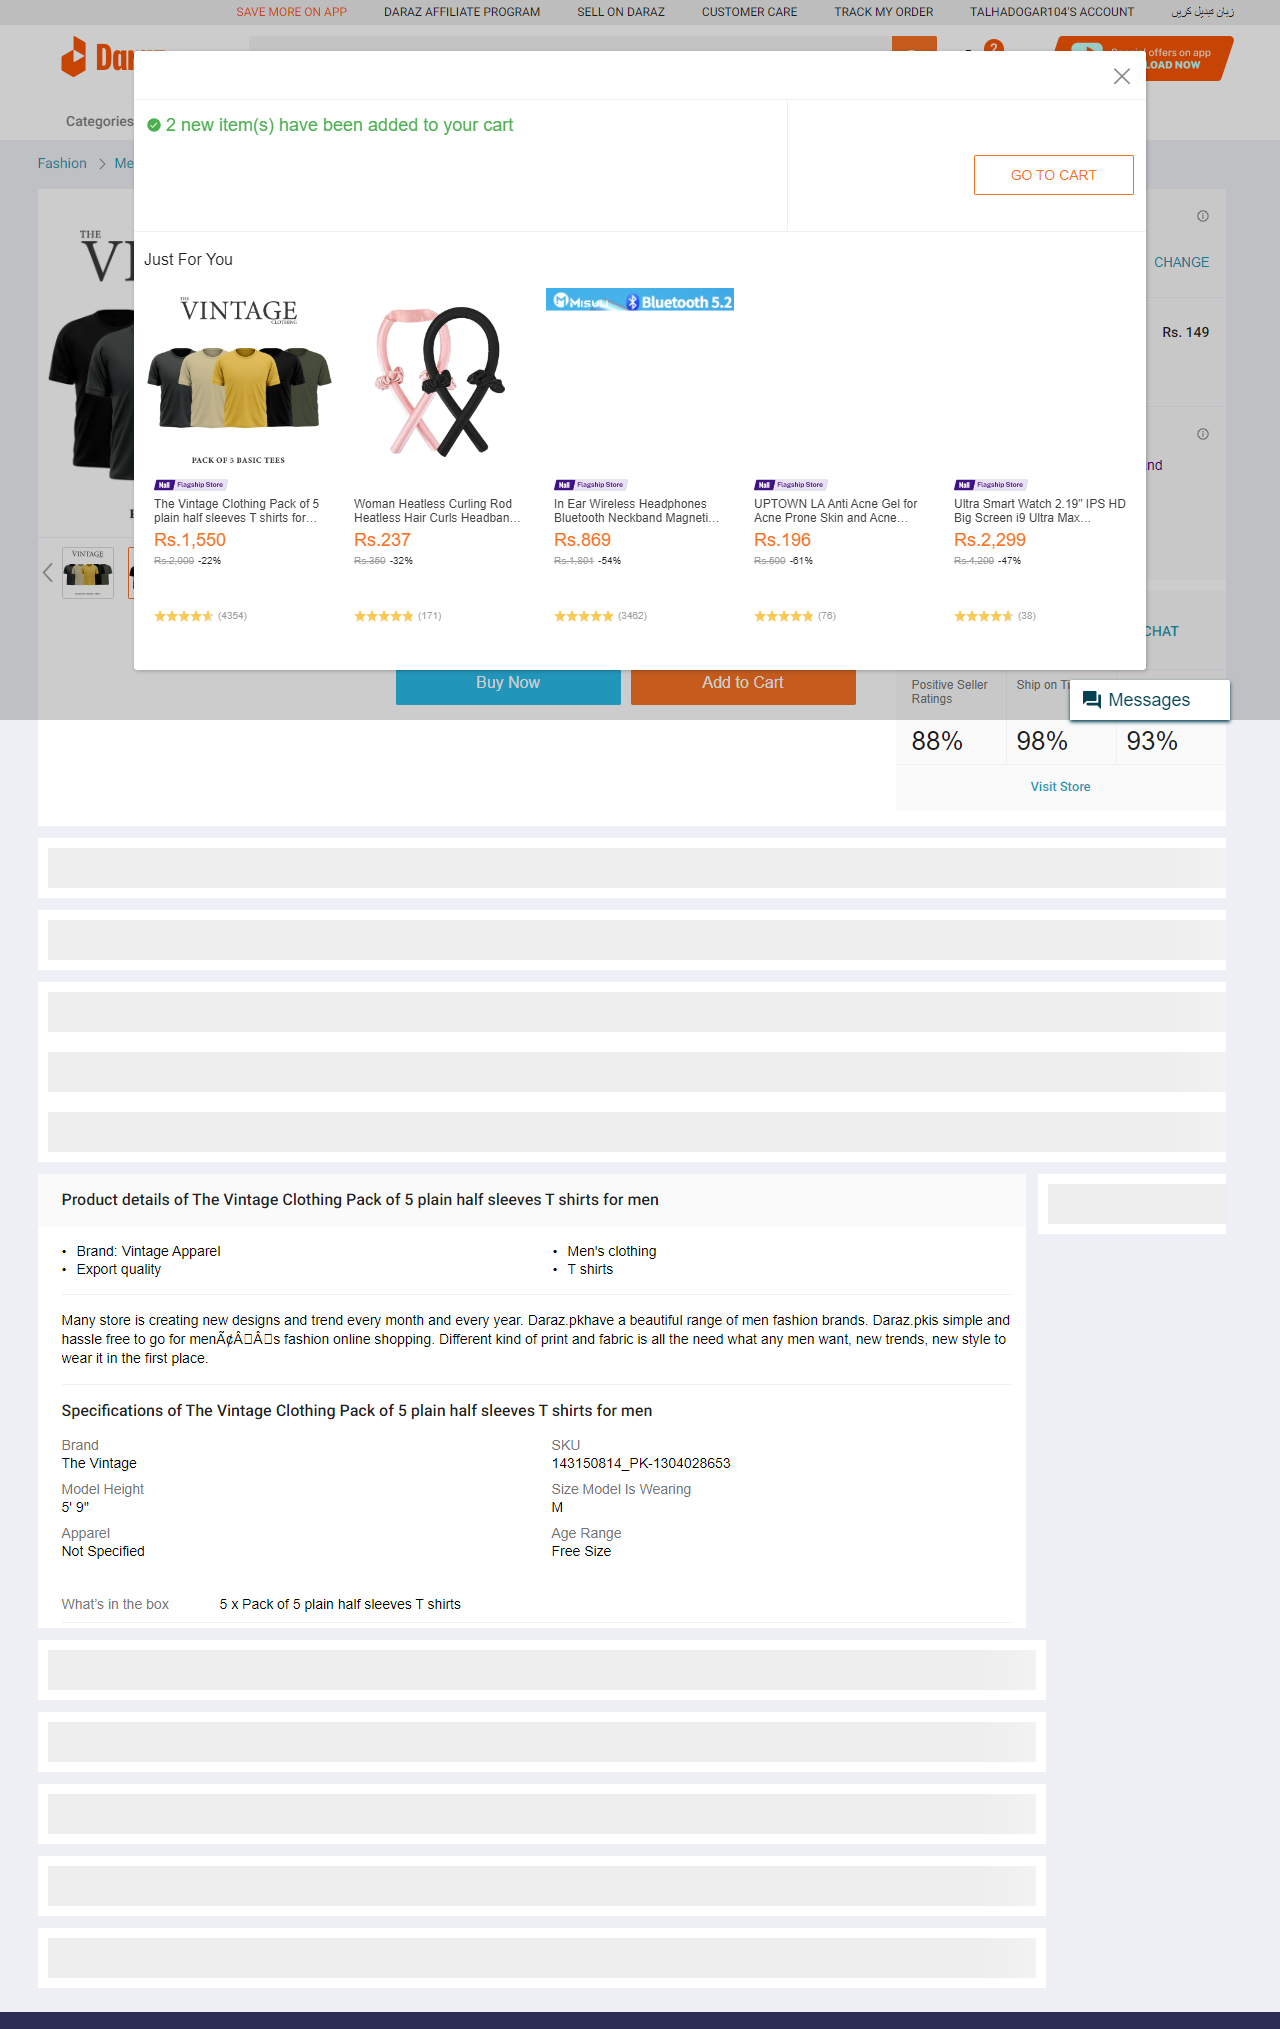 SAVE MORE ON APP DARAZ AFFILIATE PROGRAM SELL ON DARAZ CUSTOMER CARE TRACK MY ORDER TALHADOGAR104'S ACCOUNT زبان تبدیل کریں
2
offers on app
LOAD NOW
Categories
2 new item(s) have been added to your cart
Fashion
GO TO CART
THE
Just For You
CHANGE
THE
VINTAGE
CLOTHING
MISUU Bluetooth 5.2
Rs. 149
PACK OF 5 BASIC TEES
Mall Flagship Store
Mall Flagship Store
Mall Flagship Store
Mall Flagship Store
The Vintage Clothing Pack of 5
plain half sleeves T shirts for...
Rs.1,550
Rs.2,000 -22%
(4354)
Woman Heatless Curling Rod
Heatless Hair Curls Headban...
Rs.237
Rs.350 -32%
(171)
In Ear Wireless Headphones
Bluetooth Neckband Magneti...
Rs.869
Rs.1,891 -54%
(3462)
UPTOWN LA Anti Acne Gel for
Acne Prone Skin and Acne...
Rs.196
Rs.500 -61%
(76)
Ultra Smart Watch 2.19" IPS HD
Big Screen i9 Ultra Max...
Rs.2,299
Rs.4,200 -47%
(38)
VINTAGE
CHAT
Buy Now Add to Cart
Positive Seller
Ratings
Ship on
Messages
88% 98% 93%
Visit Store
Product details of The Vintage Clothing Pack of 5 plain half sleeves T shirts for men
• Brand: Vintage Apparel
• Men's clothing
• Export quality
• T shirts
Many store is creating new designs and trend every month and every year. Daraz.pkhave a beautiful range of men fashion brands. Daraz.pkis simple and
hassle free to go for menÃ¢Â□Â□s fashion online shopping. Different kind of print and fabric is all the need what any men want, new trends, new style to
wear it in the first place.
Specifications of The Vintage Clothing Pack of 5 plain half sleeves T shirts for men
Brand
The Vintage
SKU
143150814_PK-1304028653
Model Height
5' 9"
Size Model Is Wearing
M
Apparel
Not Specified
Age Range
Free Size
What's in the box 5 x Pack of 5 plain half sleeves T shirts